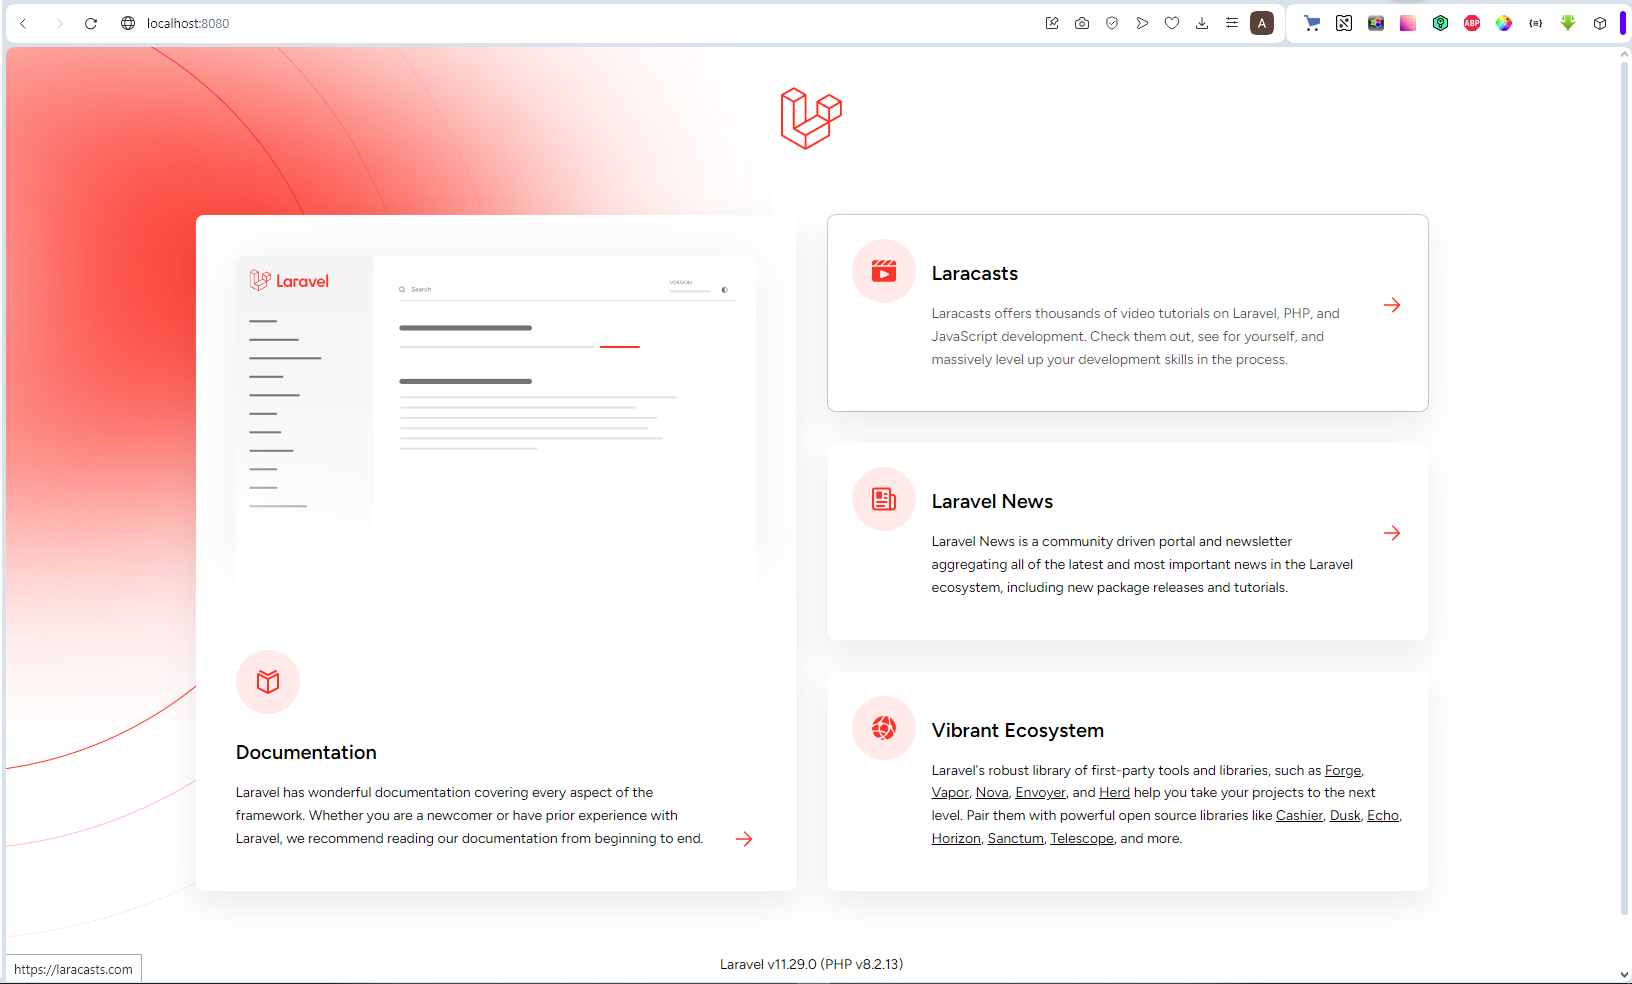 localhost:8080
A
ABP
Laravel
Search
VERSION
Documentation
Laravel has wonderful documentation covering every aspect of the
framework. Whether you are a newcomer or have prior experience with
Laravel, we recommend reading our documentation from beginning to end.
Laracasts
Laracasts offers thousands of video tutorials on Laravel, PHP, and
JavaScript development. Check them out, see for yourself, and
massively level up your development skills in the process.
Laravel News
Laravel News is a community driven portal and newsletter
aggregating all of the latest and most important news in the Laravel
ecosystem, including new package releases and tutorials.
Vibrant Ecosystem
Laravel's robust library of first-party tools and libraries, such as Forge,
Vapor, Nova, Envoyer, and Herd help you take your projects to the next
level. Pair them with powerful open source libraries like Cashier, Dusk, Echo,
Horizon, Sanctum, Telescope, and more.
Laravel v11.29.0 (PHP v8.2.13)
https://laracasts.com